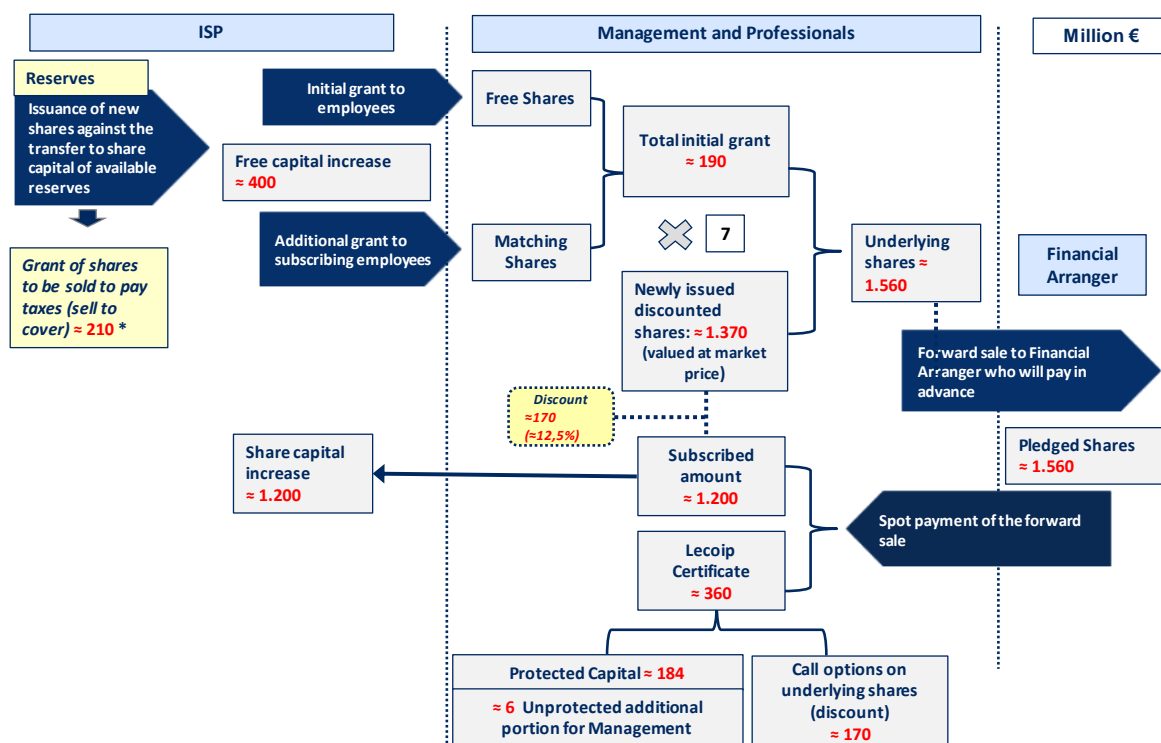 ISP
Management and Professionals
Million €
Reserves
Issuance of new
shares against the
transfer to share
capital of available
reserves
Initial grant to
employees
Free Shares
Total initial grant
≈ 190
Free capital increase
≈ 400
Additional grant to
subscribing employees
Matching
Shares
7
Underlying
shares ≈
1.560
Financial
Arranger
Grant of shares
to be sold to pay
taxes (sell to
cover) ≈ 210 *
Newly issued
discounted
shares: ≈ 1.370
(valued at market
price)
Forward sale to Financial
Arranger who will pay in
advance
Discount
≈170
(≈12,5%)
Share capital
increase
≈ 1.200
Subscribed
amount
≈ 1.200
Pledged Shares
≈ 1.560
Spot payment of the forward
sale
Lecoip
Certificate
≈ 360
Protected Capital ≈ 184
≈ 6 Unprotected additional
portion for Management
Call options on
underlying shares
(discount)
≈ 170